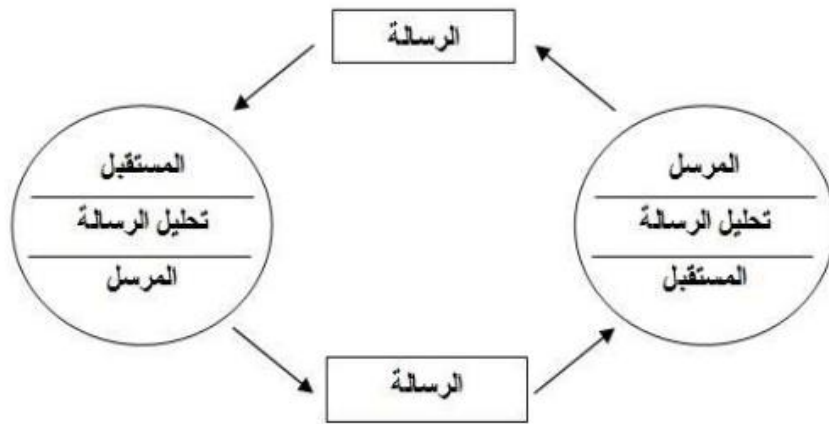 الرسالة
المرسل
تحليل الرسالة
المستقبل
المستقبل
تحليل الرسالة
المرسل
الرسالة